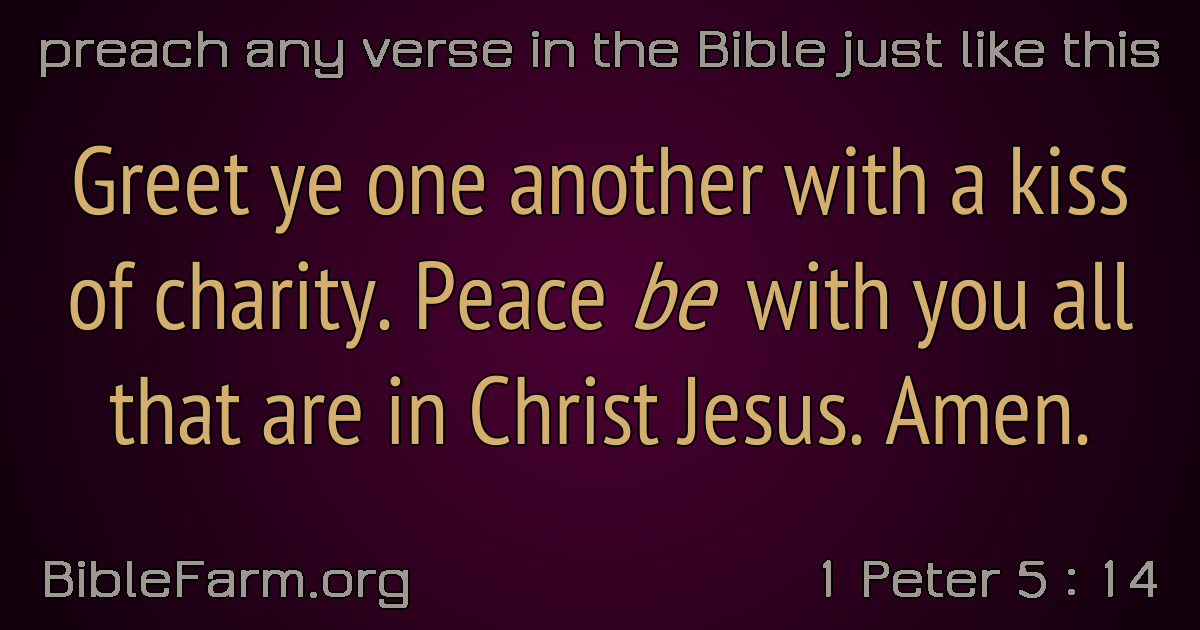 preach any verse in the Bible just like this
Greet ye one another with a kiss
of charity. Peace be with you all
that are in Christ Jesus. Amen.
BibleFarm.org
1 Peter 5 : 14